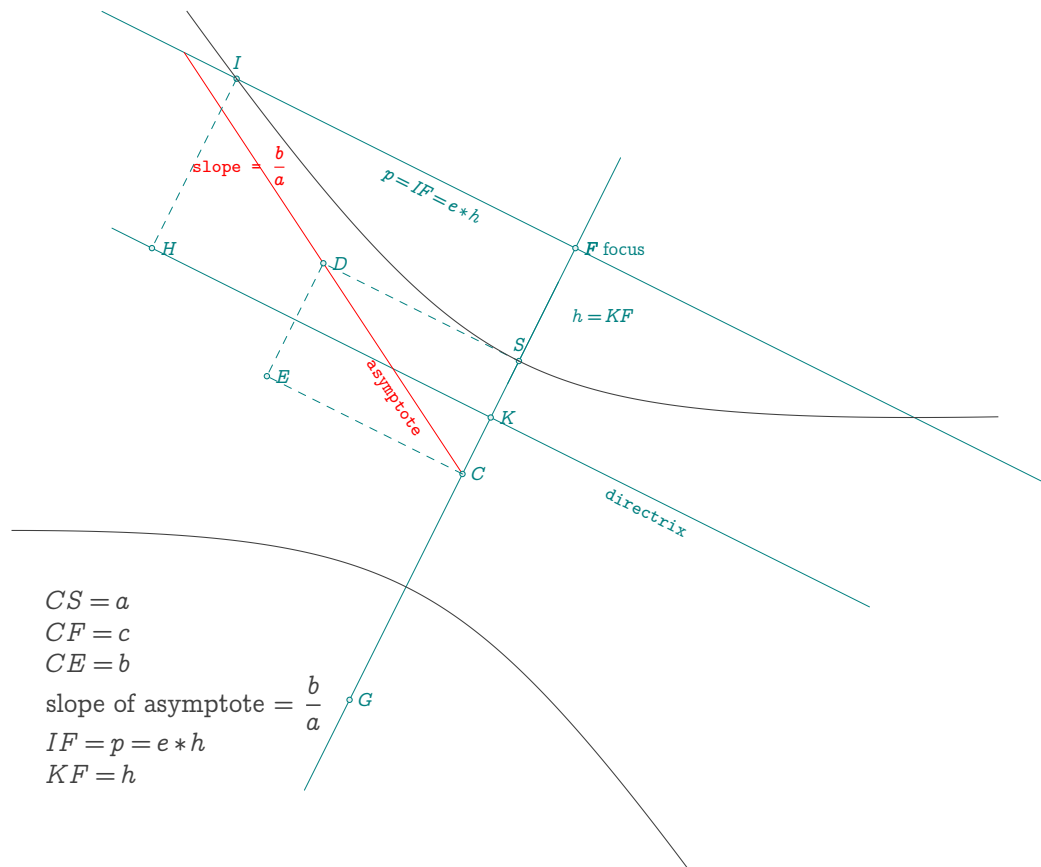 I
slope = b/a
p = IF = e * h
H
F focus
D
h = KF
S
E
asymptote
K
C
directrix
CS = a
CF = c
CE = b
slope of asymptote = b/a
G
IF = p = e * h
KF = h